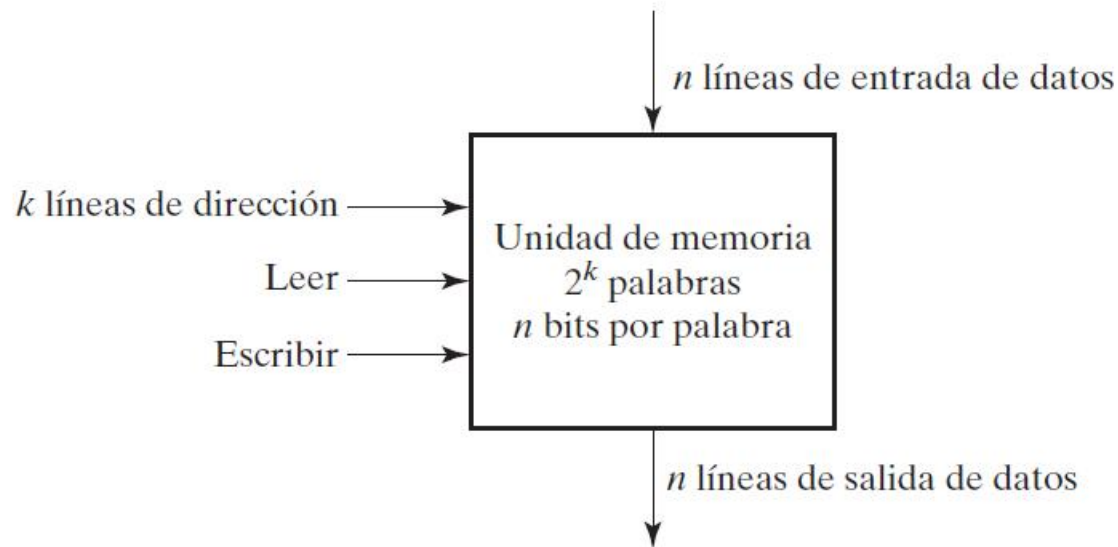 n líneas de entrada de datos
k líneas de dirección
Leer
Escribir
Unidad de memoria
2^k palabras
n bits por palabra
n líneas de salida de datos